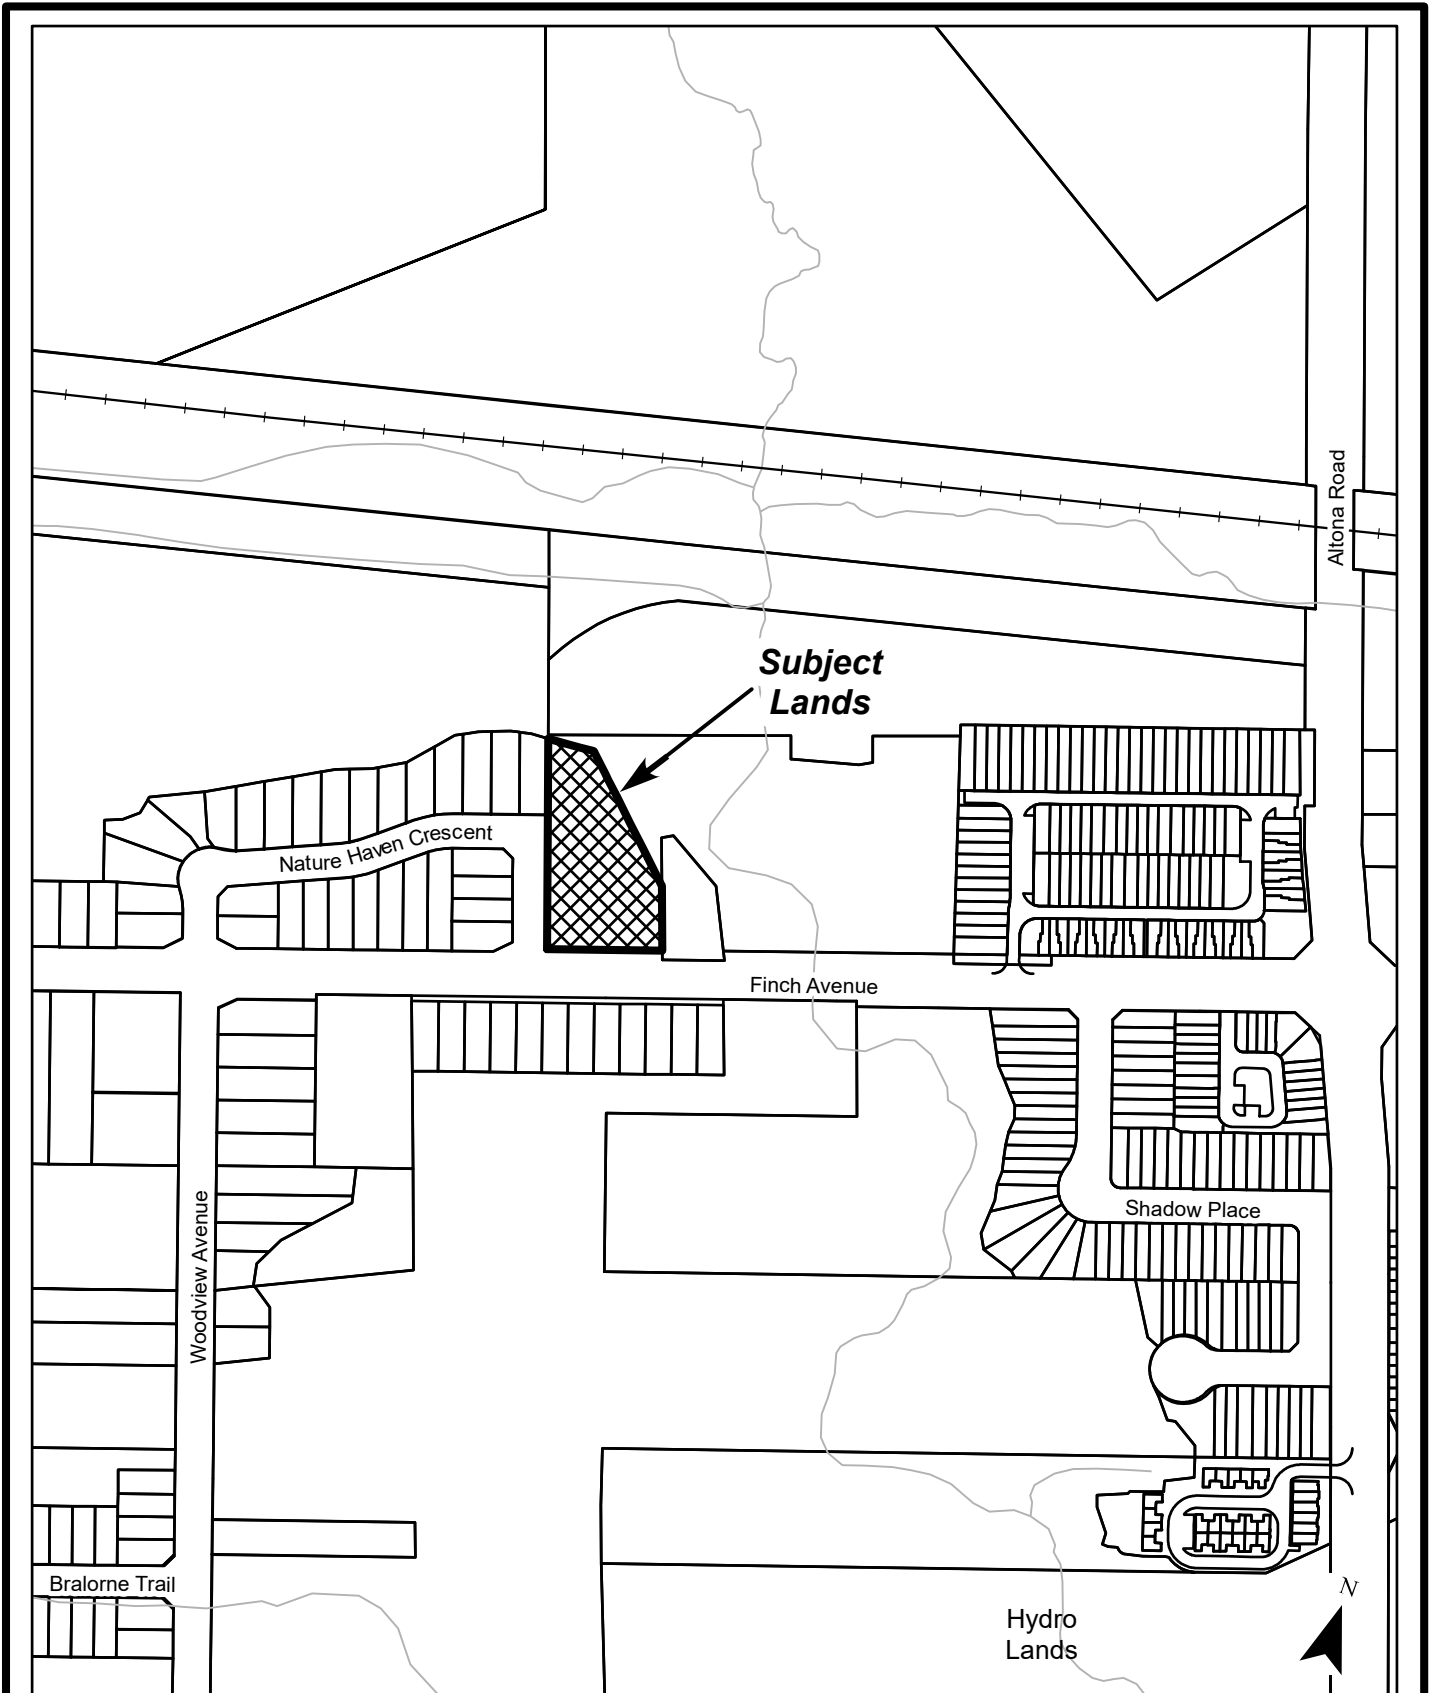 Altona Road
Subject
Lands
Nature Haven Crescent
Finch Avenue
Woodview Avenue
Shadow Place
Bralorne Trail
N
Hydro
Lands